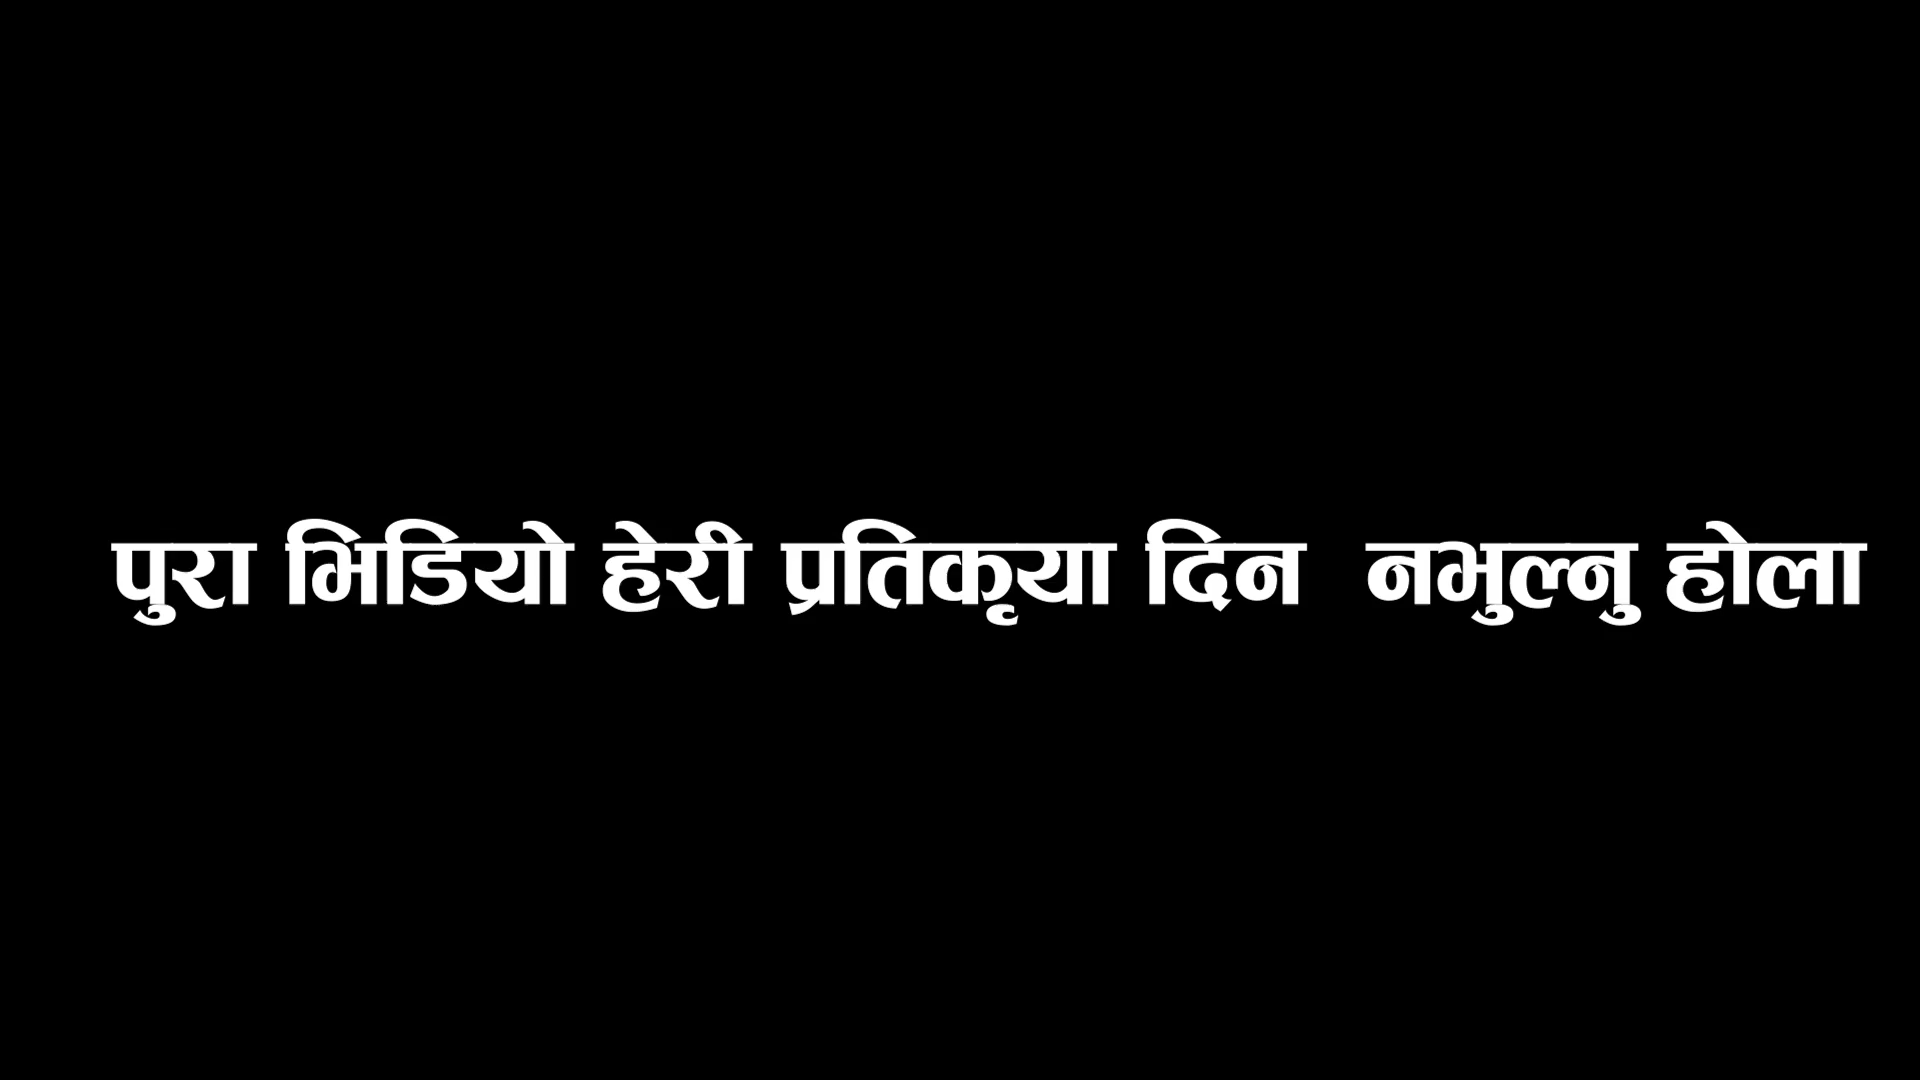 पुरा भिडियो हेरी प्रतिकृया दिन नभुल्नु होला